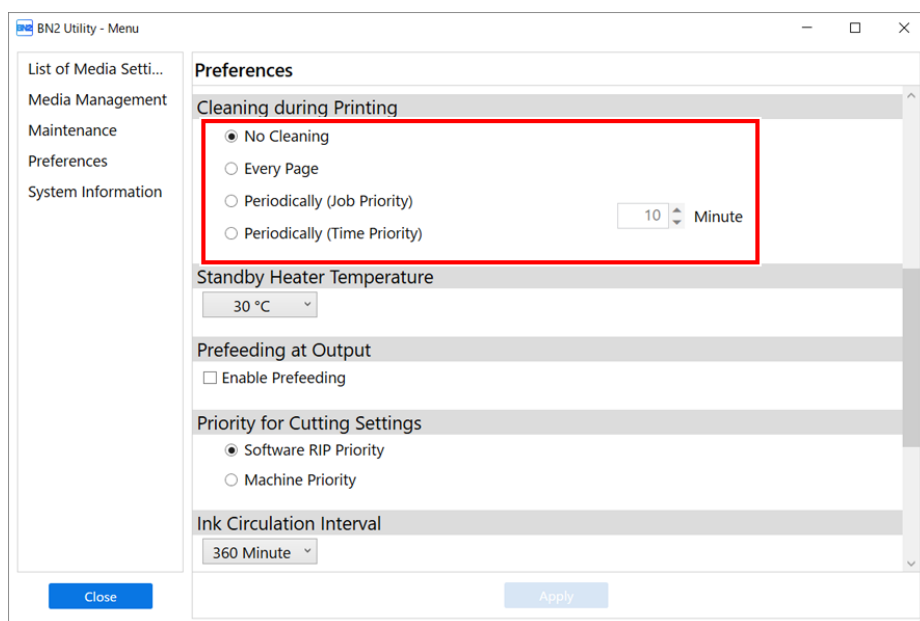 BN2 BN2 Utility - Menu
List of Media Setti...
Media Management
Maintenance
Preferences
System Information
Close
Preferences
Cleaning during Printing
No Cleaning
Every Page
Periodically (Job Priority)
Periodically (Time Priority)
10 Minute
Standby Heater Temperature
30 °C
Prefeeding at Output
Enable Prefeeding
Priority for Cutting Settings
Software RIP Priority
Machine Priority
Ink Circulation Interval
360 Minute
Apply